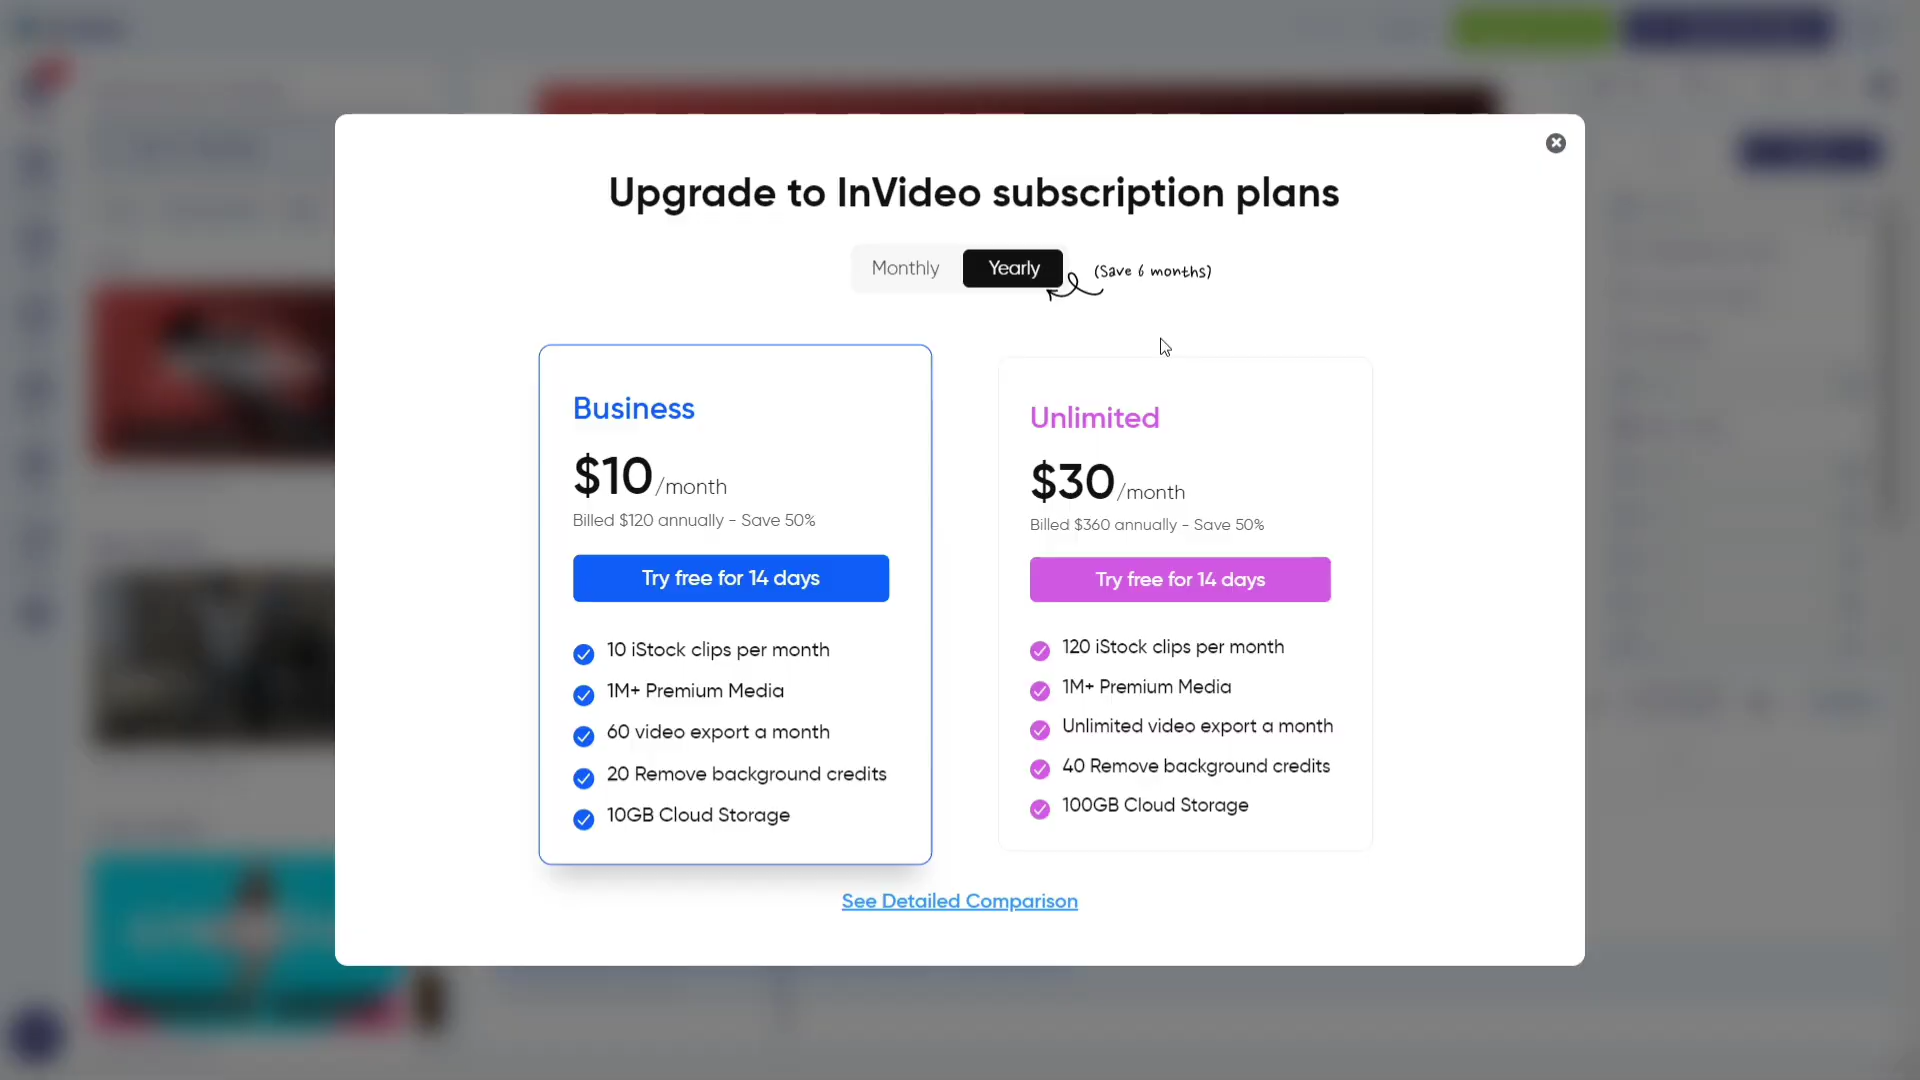 Upgrade to InVideo subscription plans
Monthly
Yearly
(Save 6 months)
Business
$10/month
Billed $120 annually - Save 50%
Try free for 14 days
10 iStock clips per month
1M+ Premium Media
60 video export a month
20 Remove background credits
10GB Cloud Storage
Unlimited
$30/month
Billed $360 annually - Save 50%
Try free for 14 days
120 iStock clips per month
1M+ Premium Media
Unlimited video export a month
40 Remove background credits
100GB Cloud Storage
See Detailed Comparison